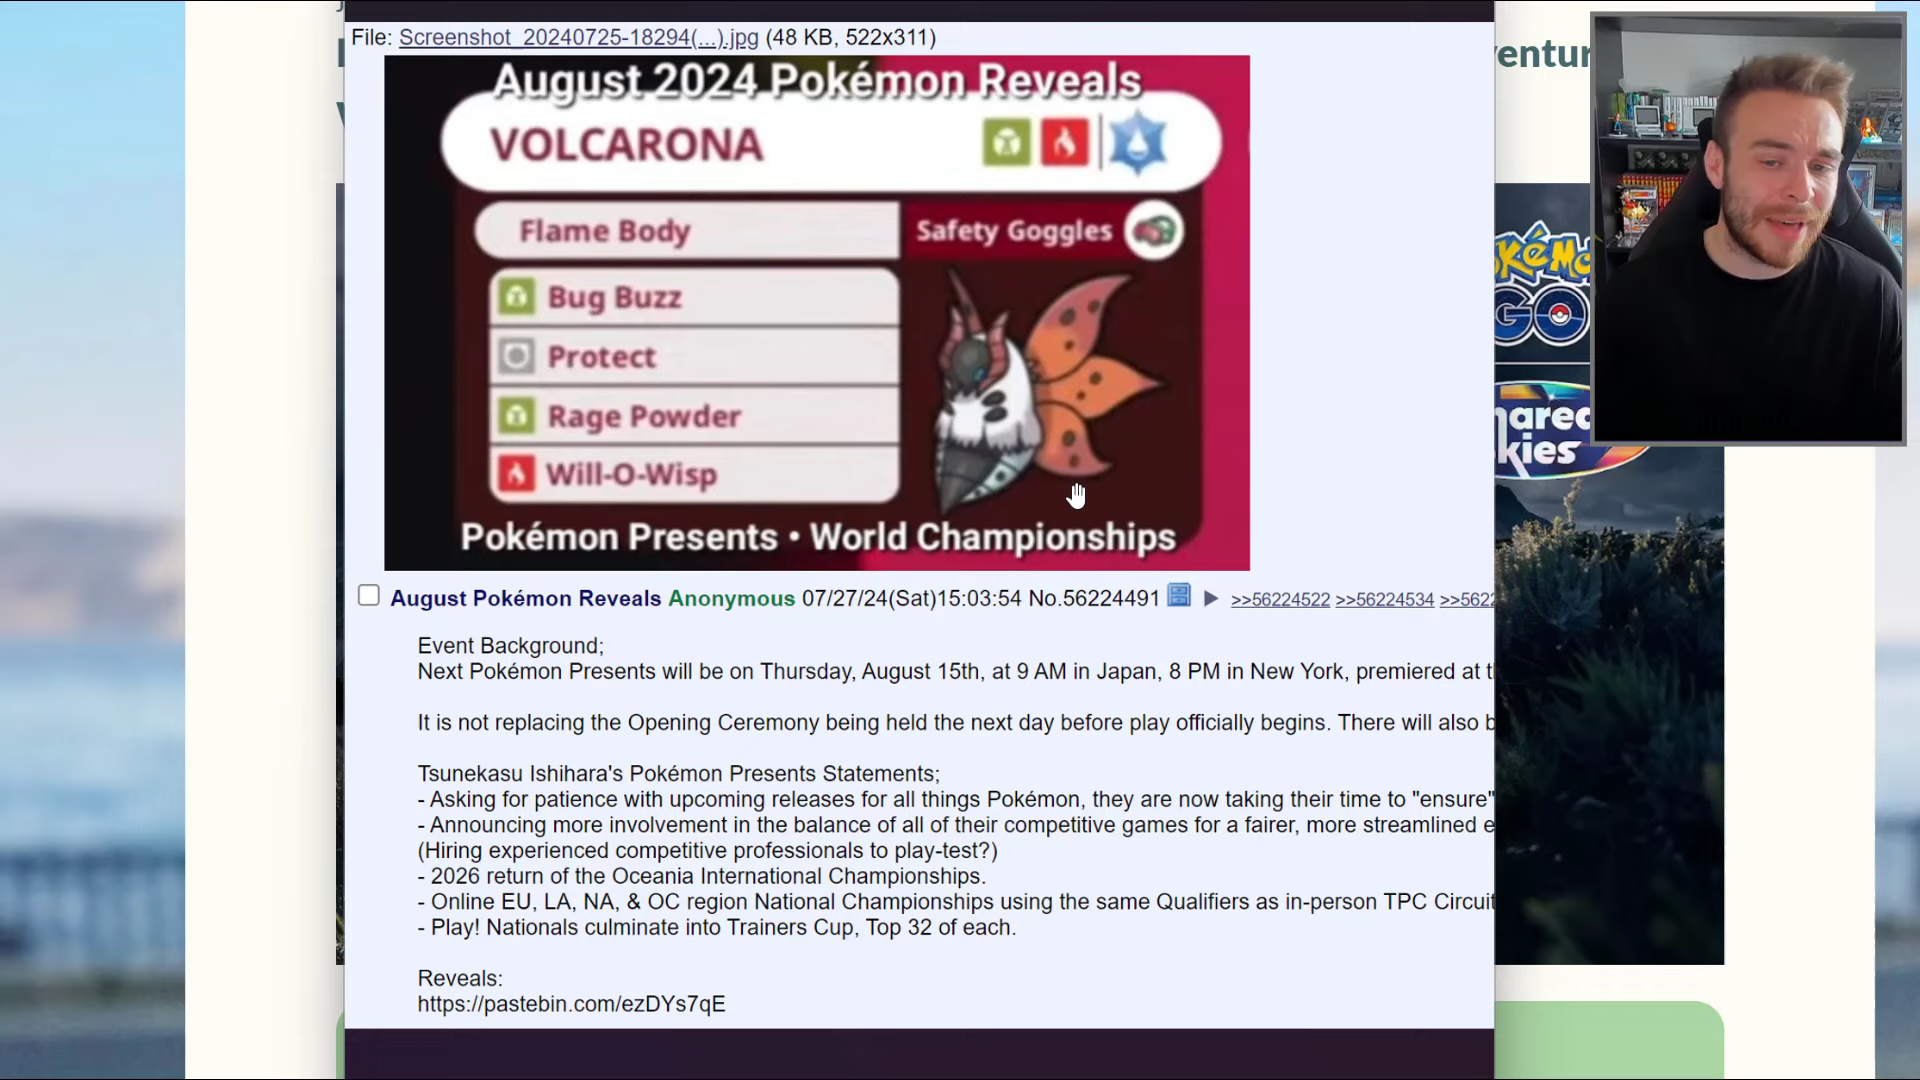 File: Screenshot_20240725-18294(...).jpg (48 KB, 522x311)
August 2024 Pokémon Reveals
VOLCARONA
Flame Body
Safety Goggles
Bug Buzz
Protect
Rage Powder
Will-O-Wisp
Pokémon Presents • World Championships
August Pokémon Reveals Anonymous 07/27/24(Sat)15:03:54 No.56224491 ▶ >>56224522 >>56224534 >>562
Event Background;
Next Pokémon Presents will be on Thursday, August 15th, at 9 AM in Japan, 8 PM in New York, premiered at t
It is not replacing the Opening Ceremony being held the next day before play officially begins. There will also b
Tsunekasu Ishihara's Pokémon Presents Statements;
- Asking for patience with upcoming releases for all things Pokémon, they are now taking their time to "ensure"
- Announcing more involvement in the balance of all of their competitive games for a fairer, more streamlined e
(Hiring experienced competitive professionals to play-test?)
- 2026 return of the Oceania International Championships.
- Online EU, LA, NA, & OC region National Championships using the same Qualifiers as in-person TPC Circuit
- Play! Nationals culminate into Trainers Cup, Top 32 of each.
Reveals:
https://pastebin.com/ezDYs7qE
ventur
okémo
GO
hared
kies